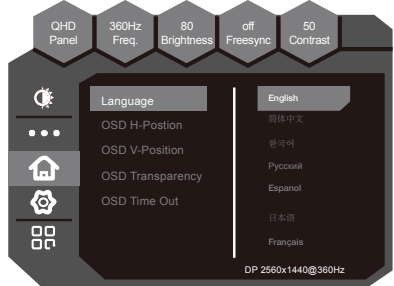 QHD
Panel
360Hz
Freq.
80
Brightness
off
Freesync
50
Contrast
Language
OSD H-Postion
OSD V-Position
OSD Transparency
OSD Time Out
English
简体中文
한국어
Русский
Espanol
日本語
Français
DP 2560x1440@360Hz